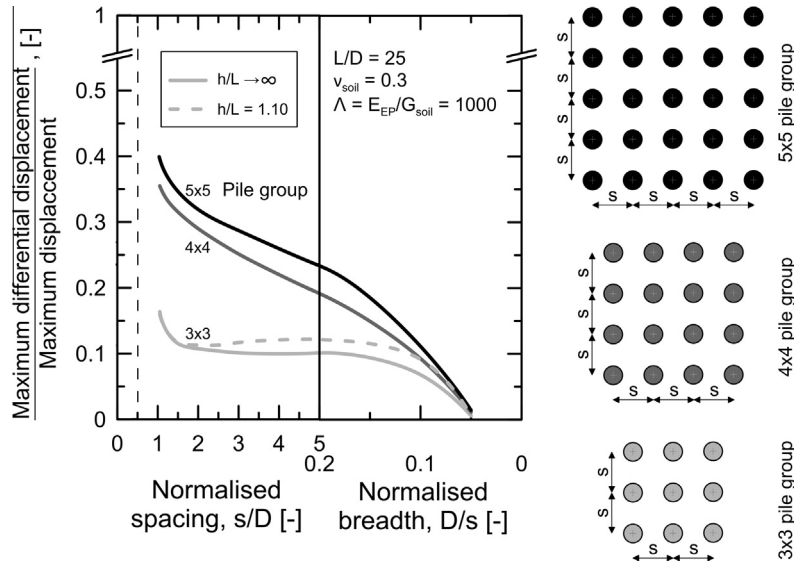 Maximum differential displacement
Maximum displaccement
, [-]
1
0.5
0.4
0.3
0.2
0.1
0
h/L →∞
h/L = 1.10
L/D = 25
ν_soil = 0.3
Λ = E_EP/G_soil = 1000
5x5 Pile group
4x4
3x3
0 1 2 3 4 5
0.2 0.1 0
Normalised
spacing, s/D [-]
Normalised
breadth, D/s [-]
s
s
s
s
s s s s
5x5 pile group
s
s
s
s s s
4x4 pile group
s
s
s s
3x3 pile group